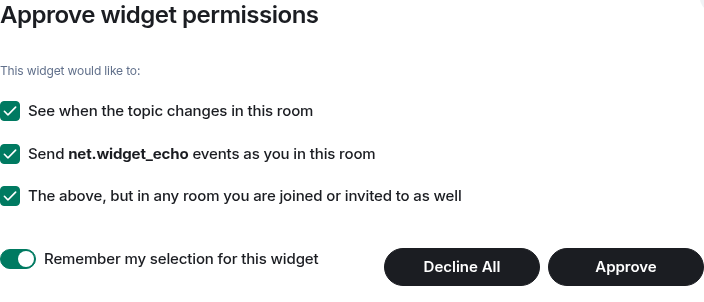 Approve widget permissions
This widget would like to:
See when the topic changes in this room
Send net.widget_echo events as you in this room
The above, but in any room you are joined or invited to as well
Remember my selection for this widget
Decline All
Approve